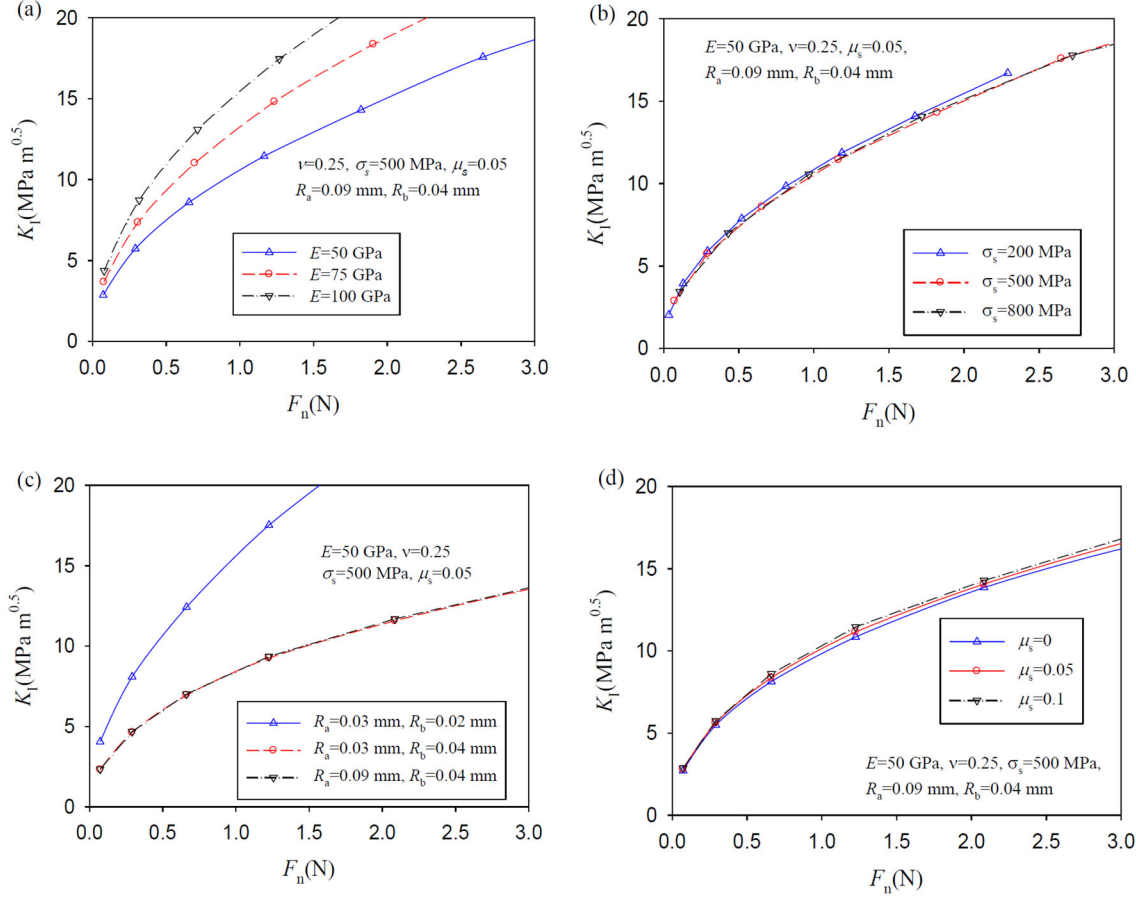 (a)
20
15
10
5
0
K_I(MPa m^0.5)
ν=0.25, σ_s=500 MPa, μ_s=0.05
R_a=0.09 mm, R_b=0.04 mm
E=50 GPa
E=75 GPa
E=100 GPa
0.0 0.5 1.0 1.5 2.0 2.5 3.0
F_n(N)
(b)
20
15
10
5
0
K_I(MPa m^0.5)
E=50 GPa, ν=0.25, μ_s=0.05,
R_a=0.09 mm, R_b=0.04 mm
σ_s=200 MPa
σ_s=500 MPa
σ_s=800 MPa
0.0 0.5 1.0 1.5 2.0 2.5 3.0
F_n(N)
(c)
20
15
10
5
0
K_I(MPa m^0.5)
E=50 GPa, ν=0.25
σ_s=500 MPa, μ_s=0.05
R_a=0.03 mm, R_b=0.02 mm
R_a=0.03 mm, R_b=0.04 mm
R_a=0.09 mm, R_b=0.04 mm
0.0 0.5 1.0 1.5 2.0 2.5 3.0
F_n(N)
(d)
20
15
10
5
0
K_I(MPa m^0.5)
μ_s=0
μ_s=0.05
μ_s=0.1
E=50 GPa, ν=0.25, σ_s=500 MPa,
R_a=0.09 mm, R_b=0.04 mm
0.0 0.5 1.0 1.5 2.0 2.5 3.0
F_n(N)